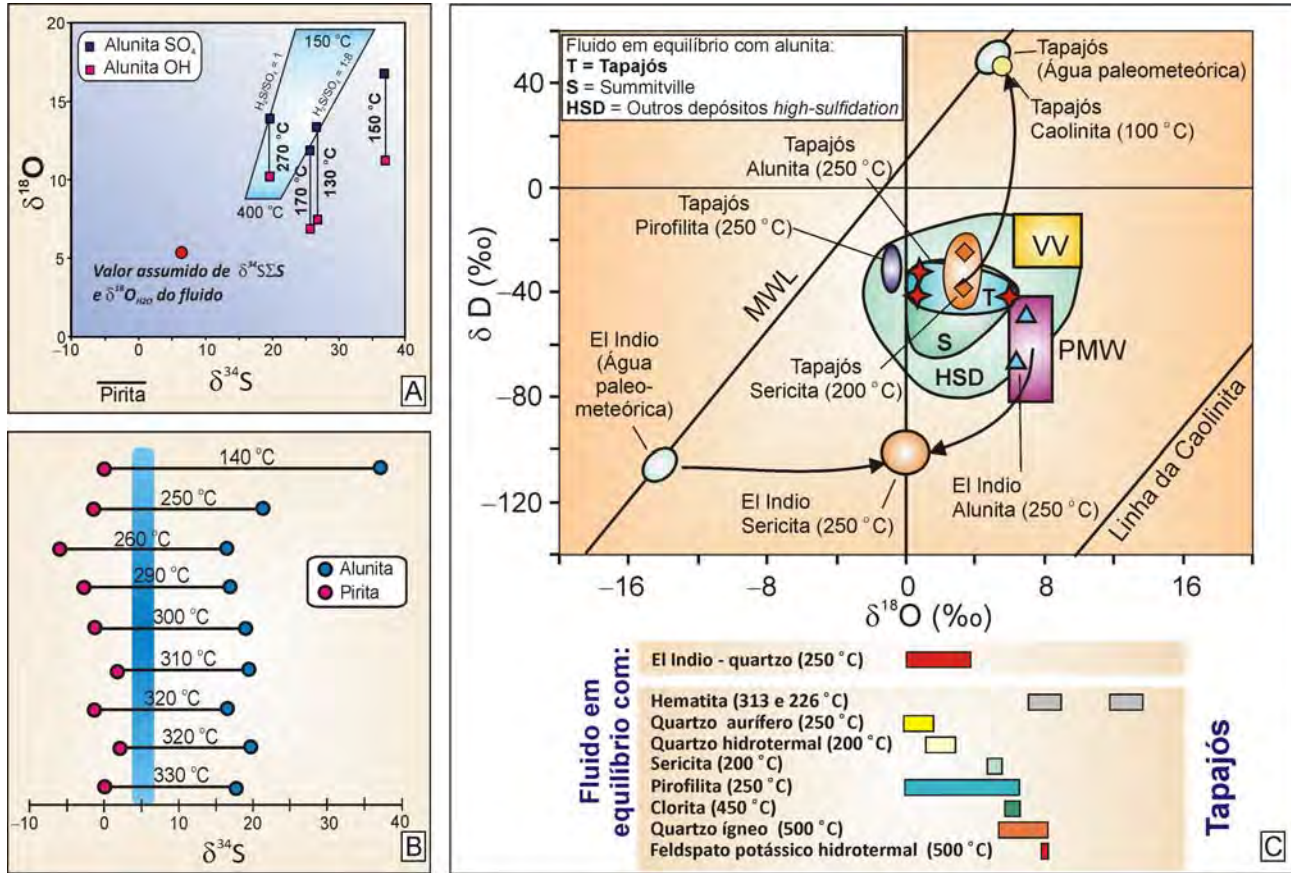 20
15
10
5
0
δ¹⁸O
Alunita SO₄
Alunita OH
H₂S/SO₄ = 1
150 °C
H₂S/SO₄ = 1:8
270 °C
400 °C
170 °C
130 °C
150 °C
Valor assumido de δ³⁴SΣS
e δ¹⁸O H2O do fluido
−10 0 10 20 30 40
δ³⁴S
Pirita
A
140 °C
250 °C
260 °C
290 °C
300 °C
310 °C
320 °C
320 °C
330 °C
Alunita
Pirita
−10 0 10 20 30 40
δ³⁴S
B
Fluido em equilíbrio com alunita:
T = Tapajós
S = Summitville
HSD = Outros depósitos high-sulfidation
40
0
−40
−80
−120
δ D (‰)
Tapajós
(Água paleometeórica)
Tapajós
Caolinita (100 °C)
Tapajós
Alunita (250 °C)
Tapajós
Pirofilita (250 °C)
MWL
VV
T
S
HSD
PMW
El Indio
(Água
paleo-
meteórica)
Tapajós
Sericita (200 °C)
El Indio
Sericita (250 °C)
El Indio
Alunita (250 °C)
Linha da Caolinita
−16 −8 0 8 16
δ¹⁸O (‰)
Fluido em
equilíbrio com:
El Indio - quartzo (250 °C)
Hematita (313 e 226 °C)
Quartzo aurífero (250 °C)
Quartzo hidrotermal (200 °C)
Sericita (200 °C)
Pirofilita (250 °C)
Clorita (450 °C)
Quartzo ígneo (500 °C)
Feldspato potássico hidrotermal (500 °C)
Tapajós
C